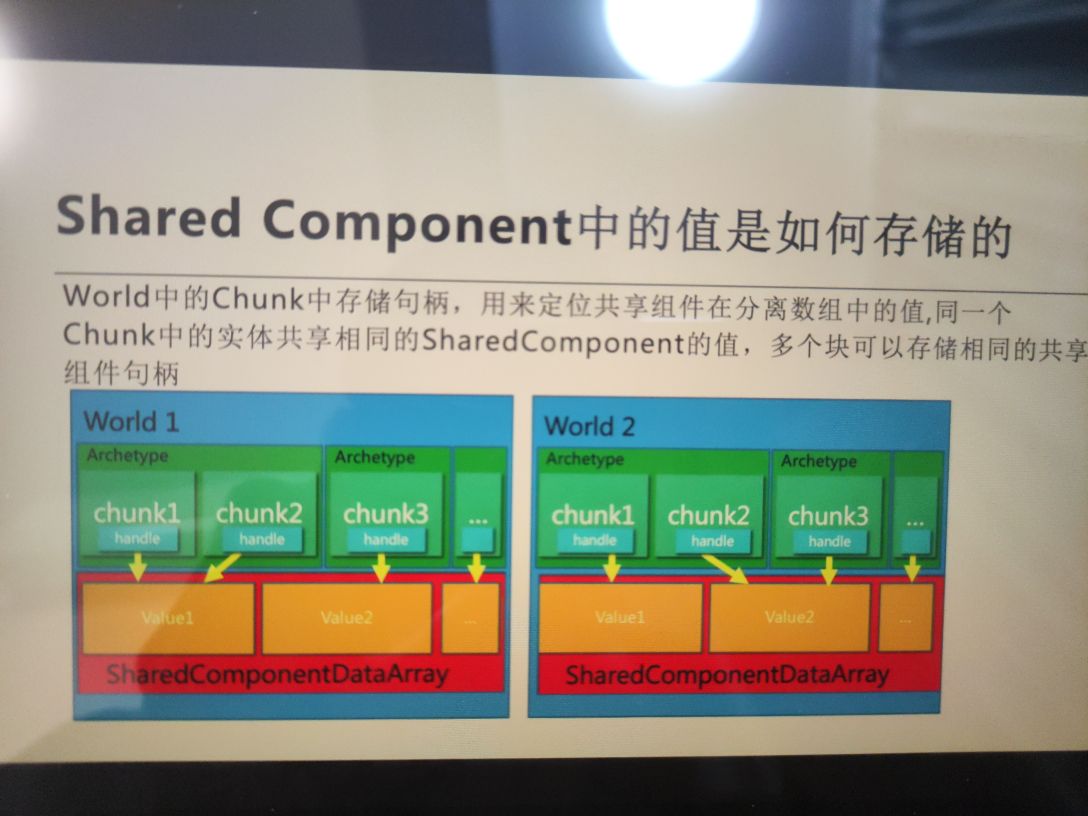 Shared Component中的值是如何存储的
World中的Chunk中存储句柄，用来定位共享组件在分离数组中的值,同一个
Chunk中的实体共享相同的SharedComponent的值，多个块可以存储相同的共享
组件句柄
World 1
Archetype
Archetype
chunk1
chunk2
chunk3
...
handle
handle
handle
Value1
Value2
...
SharedComponentDataArray
World 2
Archetype
Archetype
chunk1
chunk2
chunk3
...
handle
handle
handle
Value1
Value2
...
SharedComponentDataArray